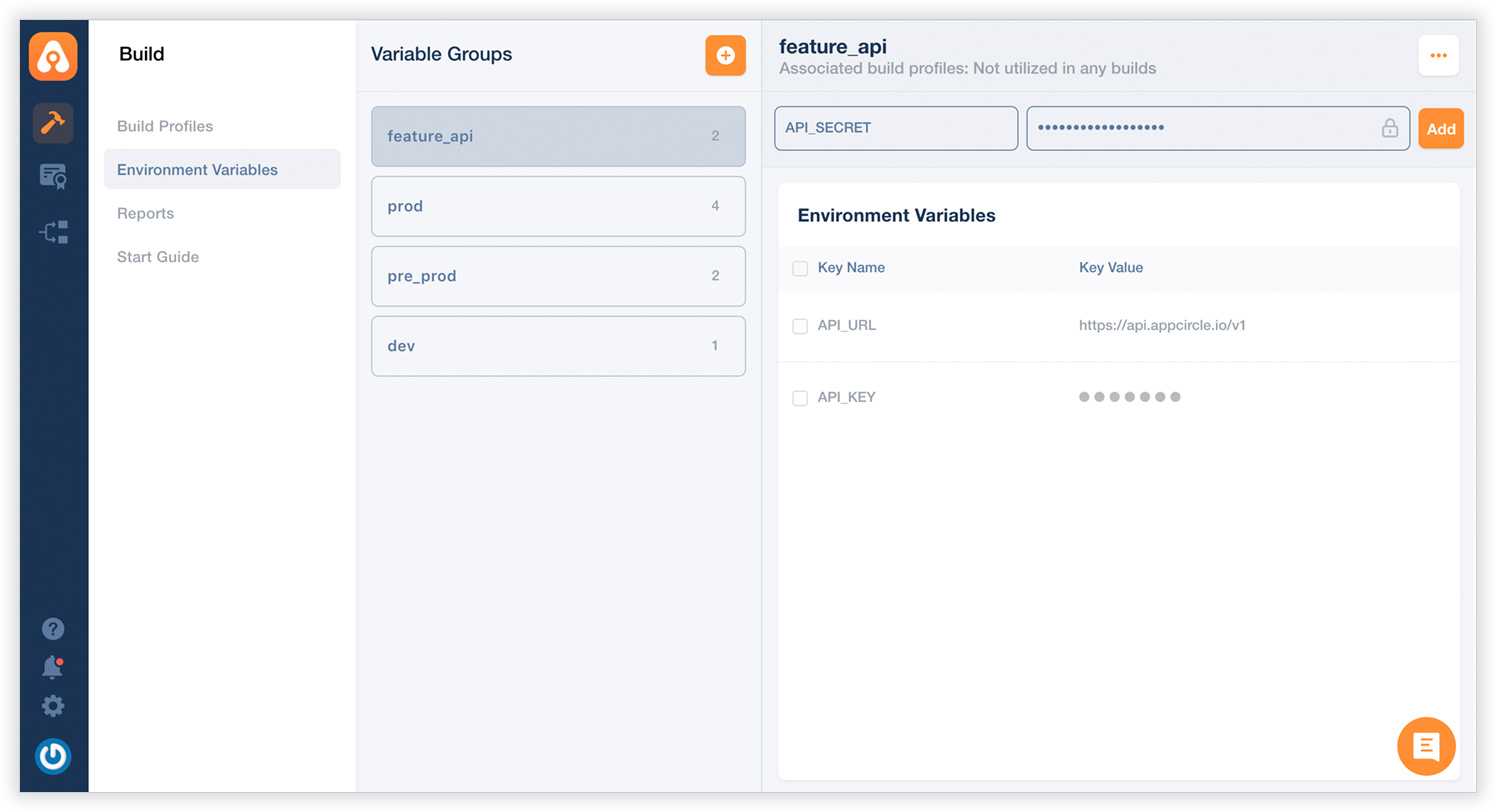 Build
Build Profiles
Environment Variables
Reports
Start Guide
Variable Groups
feature_api 2
prod 4
pre_prod 2
dev 1
feature_api
Associated build profiles: Not utilized in any builds
API_SECRET •••••••••••••••••• Add
Environment Variables
Key Name Key Value
API_URL https://api.appcircle.io/v1
API_KEY ●●●●●●●